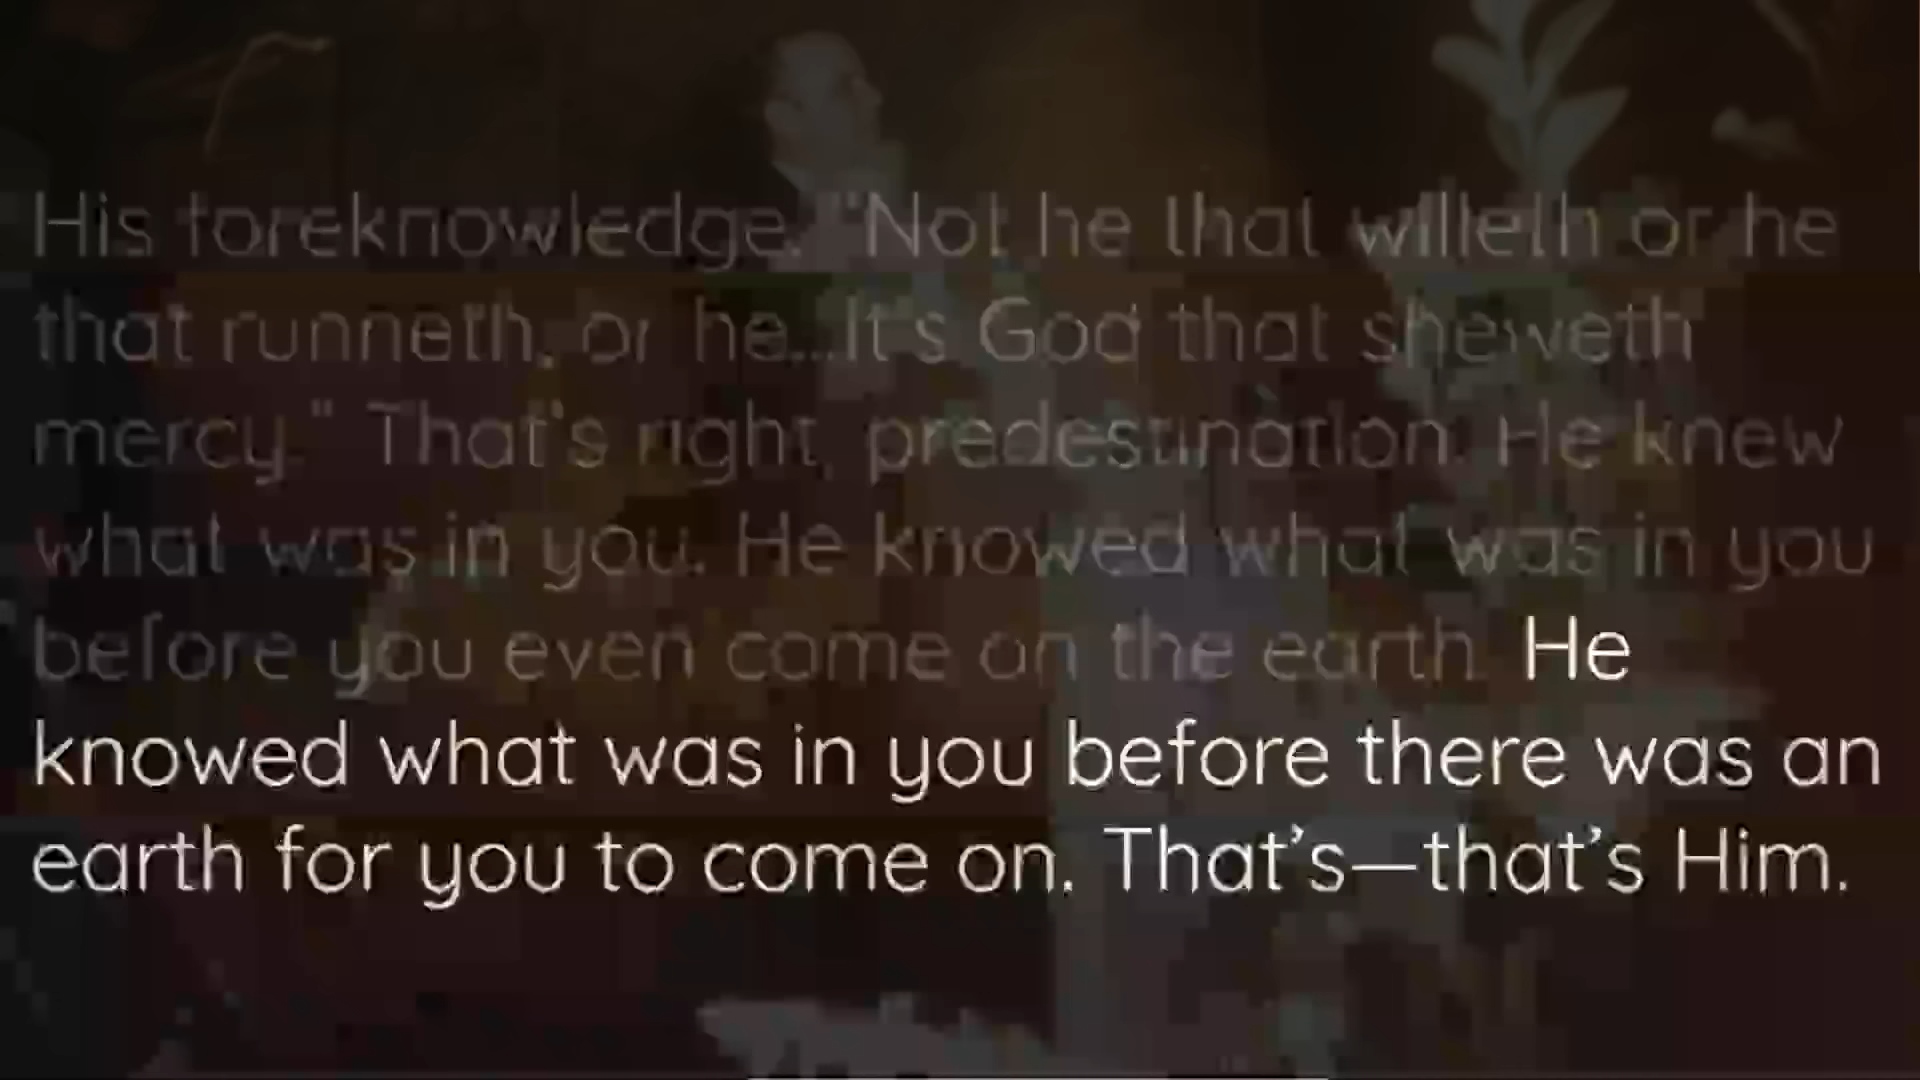 His foreknowledge. "Not he that willeth or he
that runneth, or he...It's God that sheweth
mercy." That's right, predestination. He knew
what was in you. He knowed what was in you
before you even come on the earth. He
knowed what was in you before there was an
earth for you to come on. That’s—that’s Him.